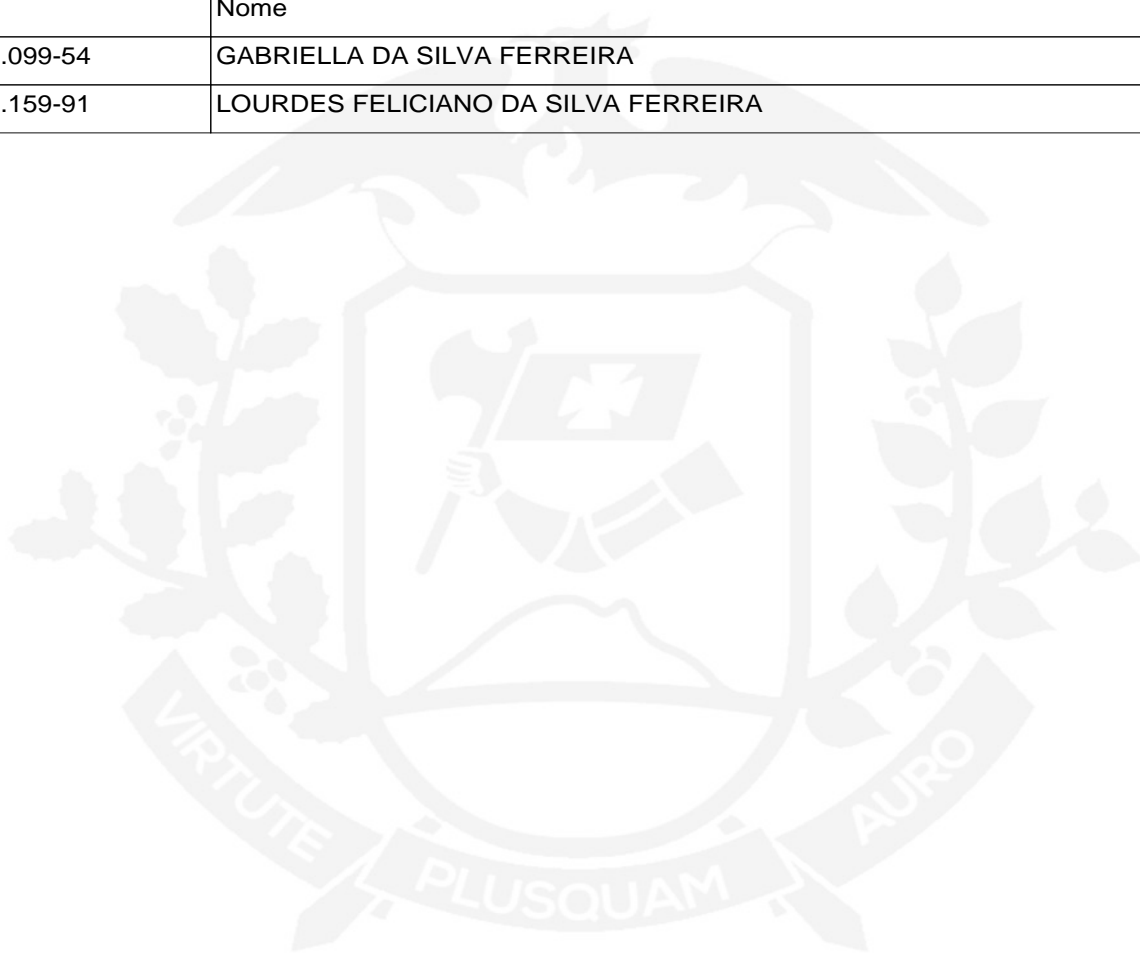 Nome
.099-54 GABRIELLA DA SILVA FERREIRA
.159-91 LOURDES FELICIANO DA SILVA FERREIRA
VIRTUTE PLUSQUAM AURO